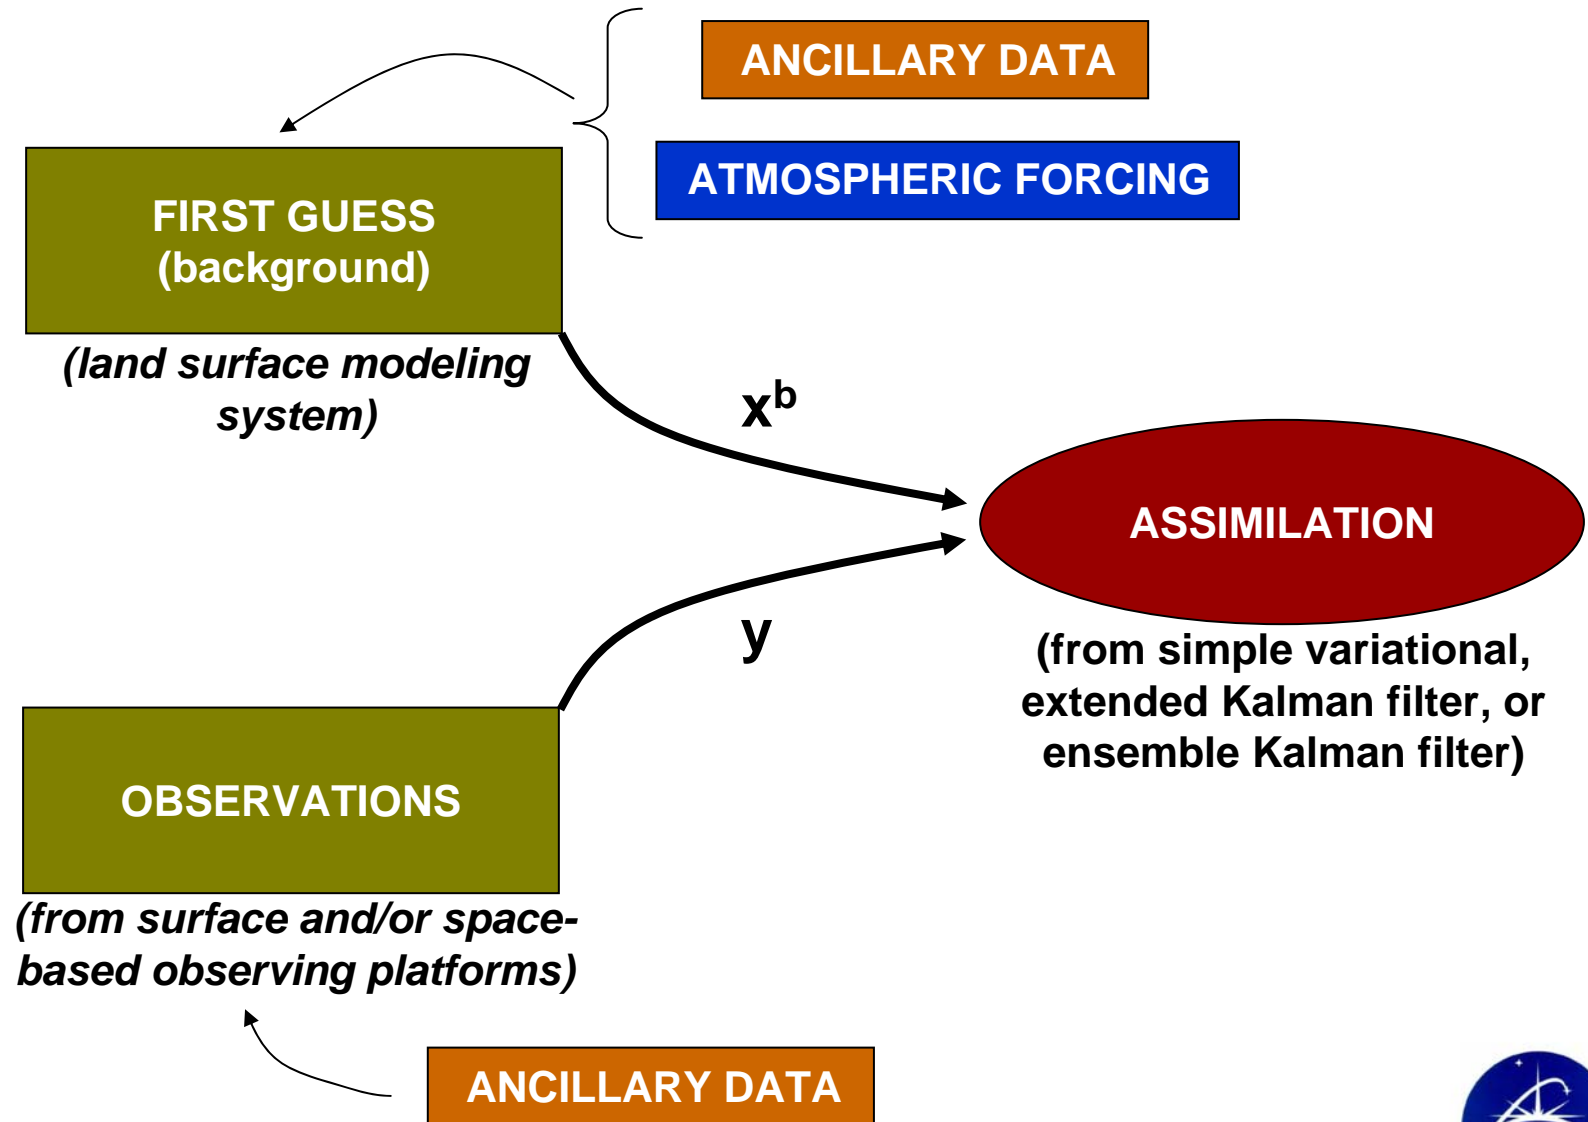 ANCILLARY DATA
ATMOSPHERIC FORCING
FIRST GUESS
(background)
(land surface modeling
system)
xᵇ
ASSIMILATION
(from simple variational,
extended Kalman filter, or
ensemble Kalman filter)
y
OBSERVATIONS
(from surface and/or space-
based observing platforms)
ANCILLARY DATA